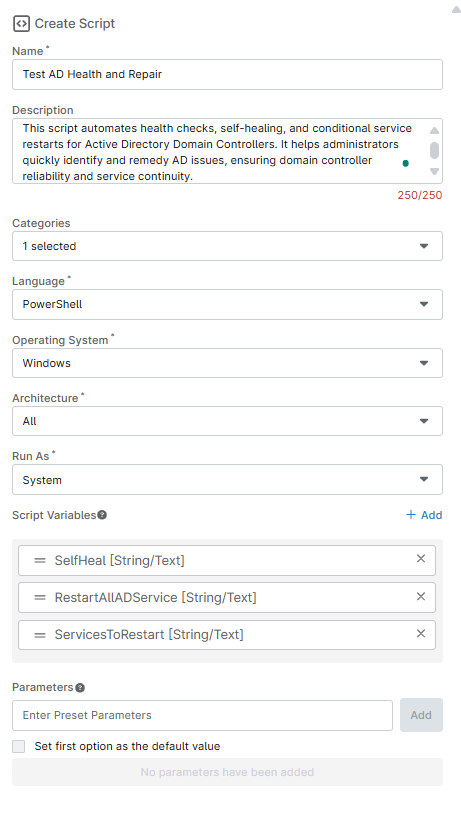 Create Script
Name *
Test AD Health and Repair
Description
This script automates health checks, self-healing, and conditional service
restarts for Active Directory Domain Controllers. It helps administrators
quickly identify and remedy AD issues, ensuring domain controller
reliability and service continuity.
250/250
Categories
1 selected
Language *
PowerShell
Operating System *
Windows
Architecture *
All
Run As *
System
Script Variables ?
+ Add
SelfHeal [String/Text]
RestartAllADService [String/Text]
ServicesToRestart [String/Text]
Parameters ?
Enter Preset Parameters
Add
Set first option as the default value
No parameters have been added